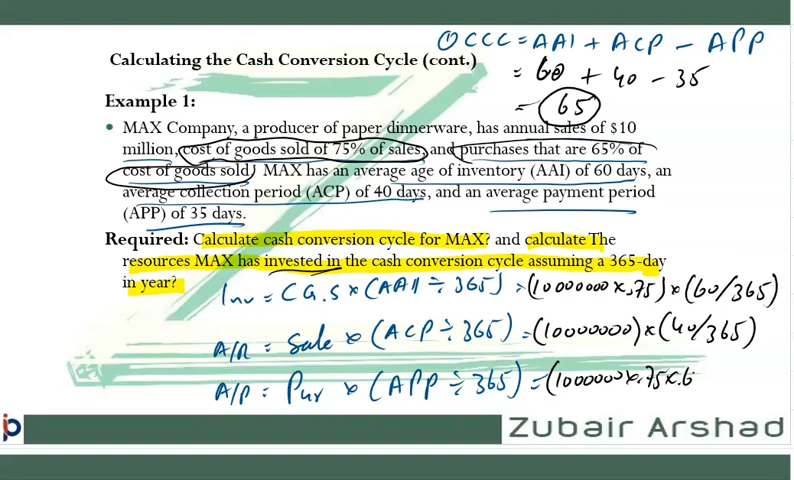 ① CCC = AAI + ACP - APP
Calculating the Cash Conversion Cycle (cont.)
= 60 + 40 - 35
= 65
Example 1:
• MAX Company, a producer of paper dinnerware, has annual sales of $10
million, cost of goods sold of 75% of sales, and purchases that are 65% of
cost of goods sold. MAX has an average age of inventory (AAI) of 60 days, an
average collection period (ACP) of 40 days, and an average payment period
(APP) of 35 days.
Required: Calculate cash conversion cycle for MAX? and calculate The
resources MAX has invested in the cash conversion cycle assuming a 365-day
in year?
Inv = CG.S × (AAI ÷ 365) = (10000000 × .75) × (60/365)
A/R = Sale × (ACP ÷ 365) = (10000000) × (40/365)
A/P = Pur × (APP ÷ 365) = (10000000 × .75 × .6
Zubair Arshad